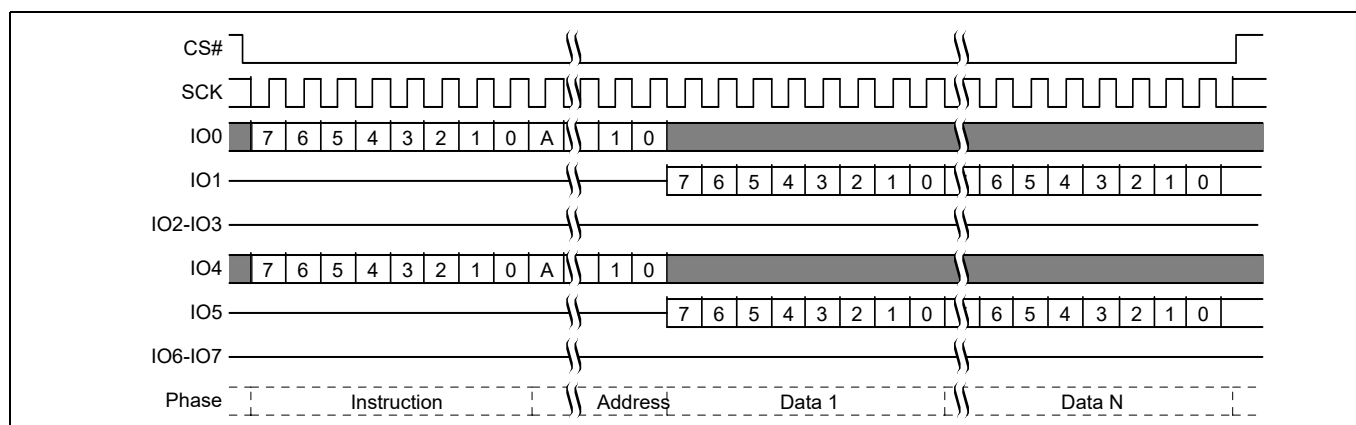 CS#
SCK
IO0 7 6 5 4 3 2 1 0 A 1 0
IO1 7 6 5 4 3 2 1 0 6 5 4 3 2 1 0
IO2-IO3
IO4 7 6 5 4 3 2 1 0 A 1 0
IO5 7 6 5 4 3 2 1 0 6 5 4 3 2 1 0
IO6-IO7
Phase Instruction Address Data 1 Data N